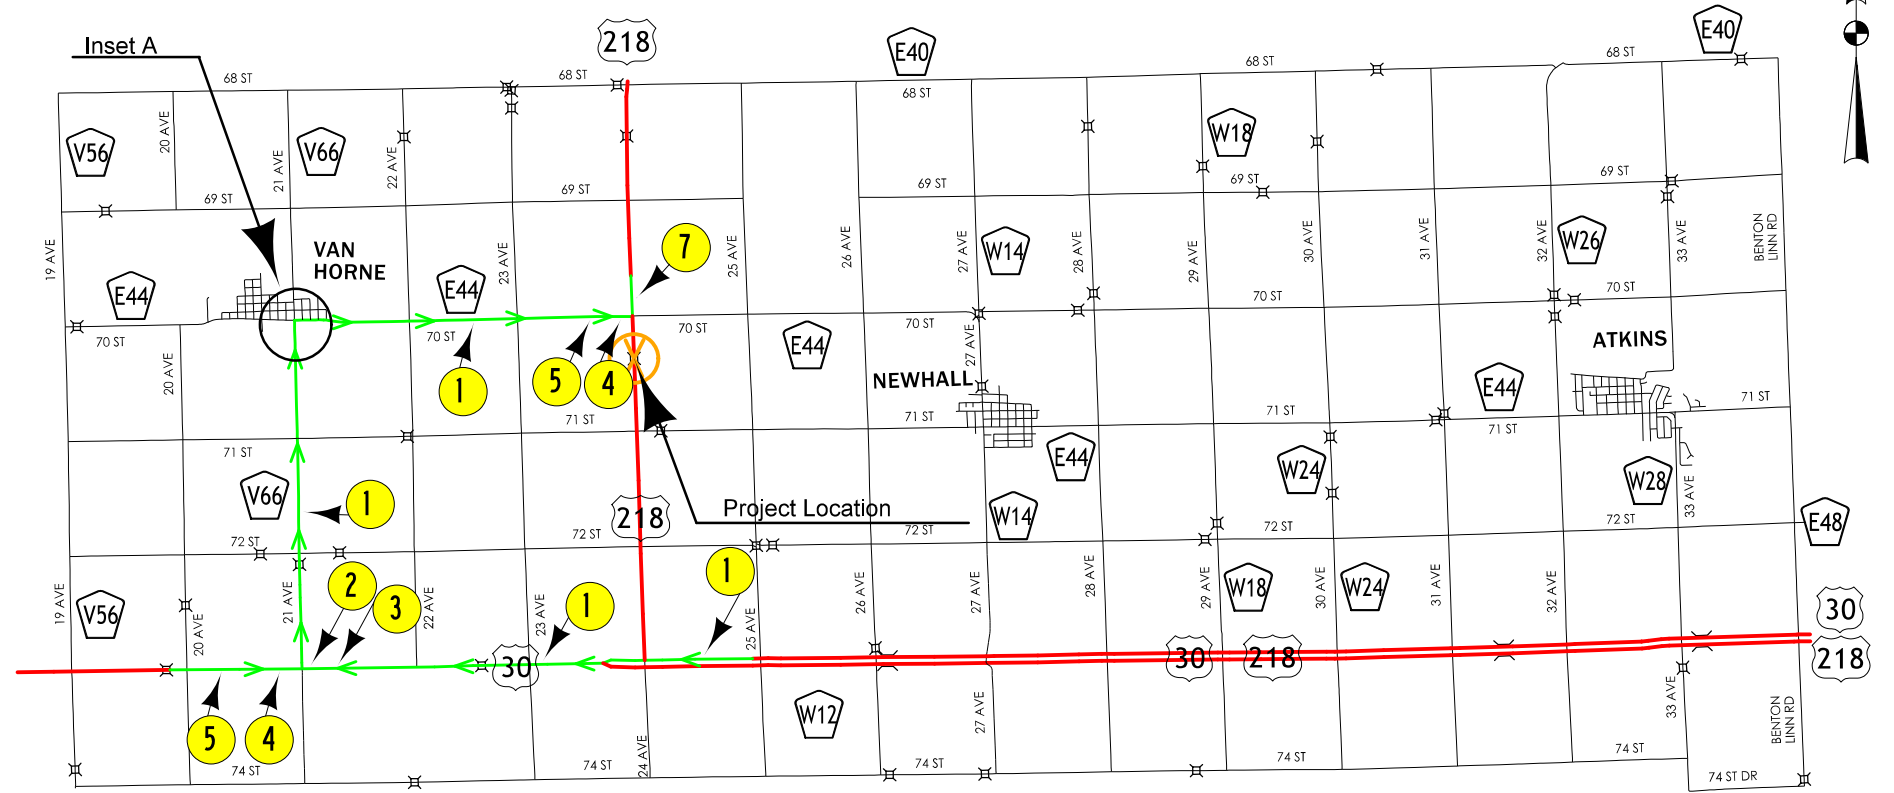 Inset A
218
E40
E40
68 ST
68 ST
68 ST
68 ST
68 ST
V56
20 AVE
21 AVE
V66
22 AVE
W18
69 ST
69 ST
69 ST
69 ST
69 ST
19 AVE
VAN
HORNE
23 AVE
7
25 AVE
26 AVE
27 AVE
W14
28 AVE
29 AVE
30 AVE
31 AVE
32 AVE
W26
33 AVE
BENTON
LINN RD
E44
E44
70 ST
70 ST
70 ST
70 ST
70 ST
70 ST
20 AVE
1
5
4
E44
27 AVE
NEWHALL
ATKINS
E44
71 ST
71 ST
71 ST
71 ST
71 ST
71 ST
V66
1
218
Project Location
E44
W14
W24
W28
33 AVE
E48
72 ST
72 ST
72 ST
72 ST
72 ST
19 AVE
V56
20 AVE
21 AVE
2
3
22 AVE
23 AVE
1
1
25 AVE
26 AVE
27 AVE
28 AVE
29 AVE
W18
30 AVE
W24
31 AVE
32 AVE
30
218
30
30
218
5
4
W12
27 AVE
33 AVE
BENTON
LINN RD
74 ST
74 ST
24 AVE
74 ST
74 ST
74 ST
74 ST DR